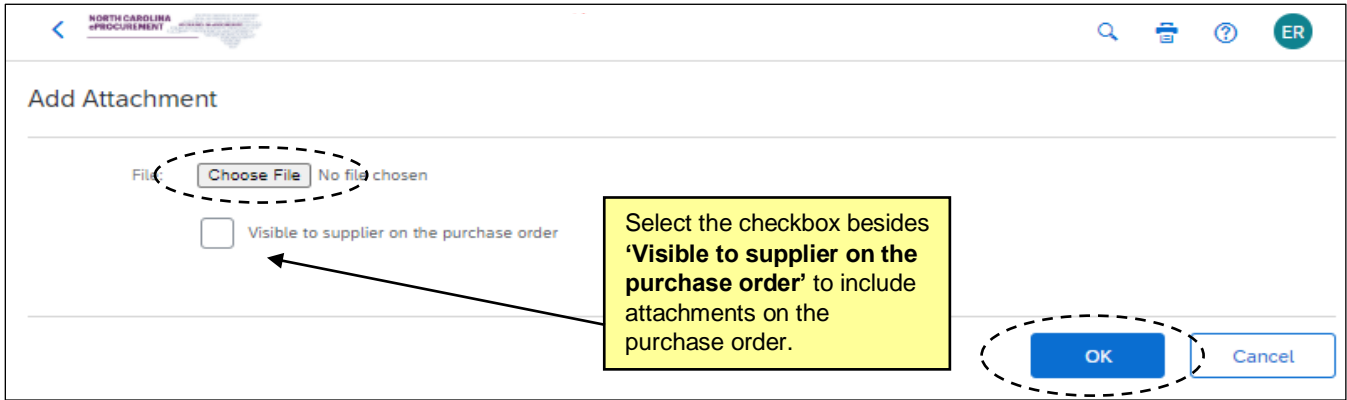 NORTH CAROLINA
ePROCUREMENT
ER
Add Attachment
File: Choose File No file chosen
Visible to supplier on the purchase order
Select the checkbox besides
‘Visible to supplier on the
purchase order’ to include
attachments on the
purchase order.
OK Cancel